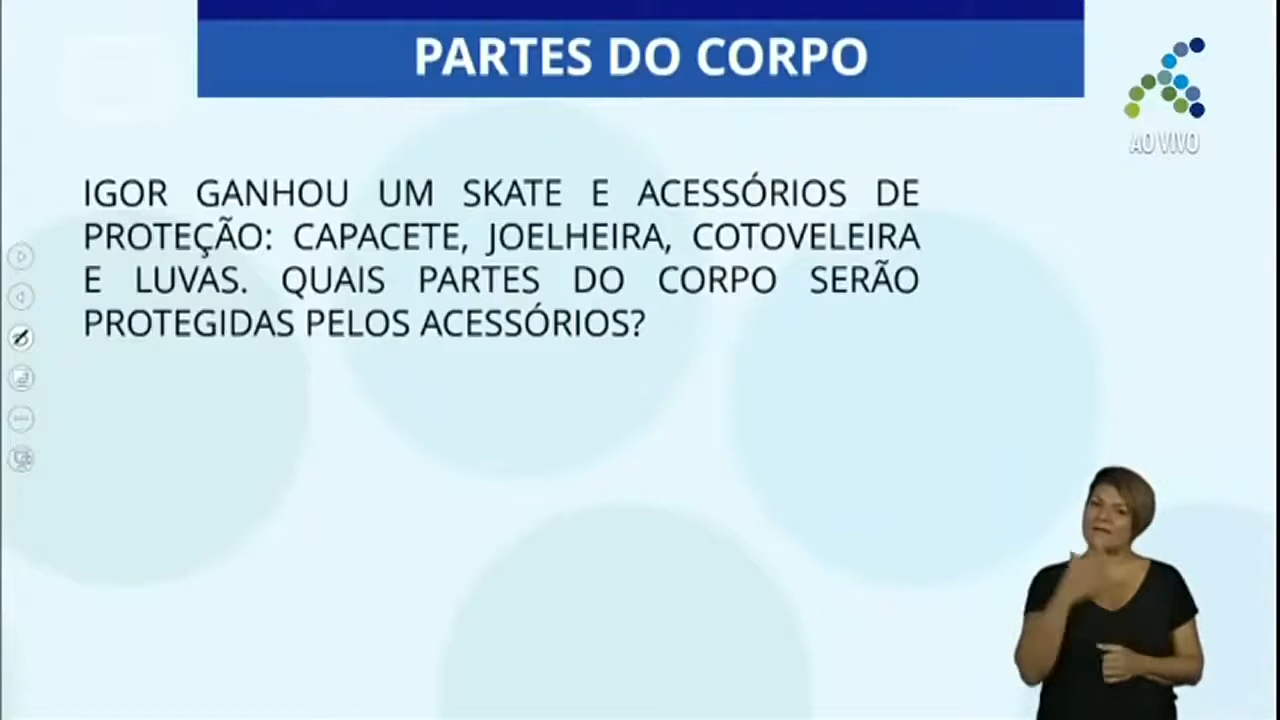 PARTES DO CORPO
AO VIVO
IGOR GANHOU UM SKATE E ACESSÓRIOS DE
PROTEÇÃO: CAPACETE, JOELHEIRA, COTOVELEIRA
E LUVAS. QUAIS PARTES DO CORPO SERÃO
PROTEGIDAS PELOS ACESSÓRIOS?